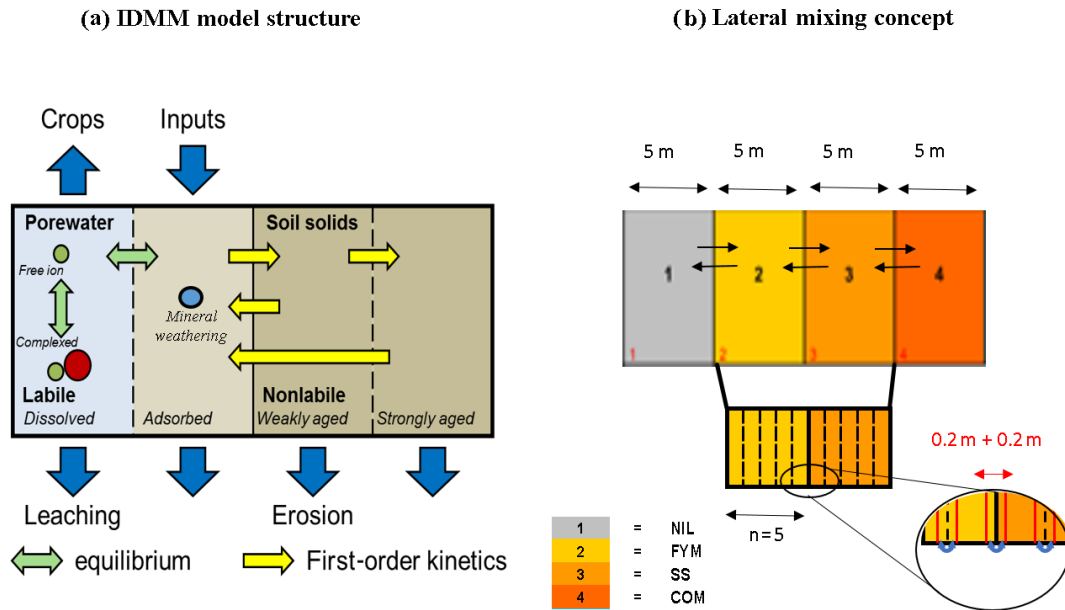 (a) IDMM model structure
(b) Lateral mixing concept
Crops
Inputs
Porewater
Soil solids
Free ion
Mineral
weathering
Complexed
Labile
Nonlabile
Dissolved
Adsorbed
Weakly aged
Strongly aged
Leaching
Erosion
equilibrium
First-order kinetics
5 m
5 m
5 m
5 m
1
2
3
4
1
2
3
4
0.2 m + 0.2 m
n = 5
1 = NIL
2 = FYM
3 = SS
4 = COM